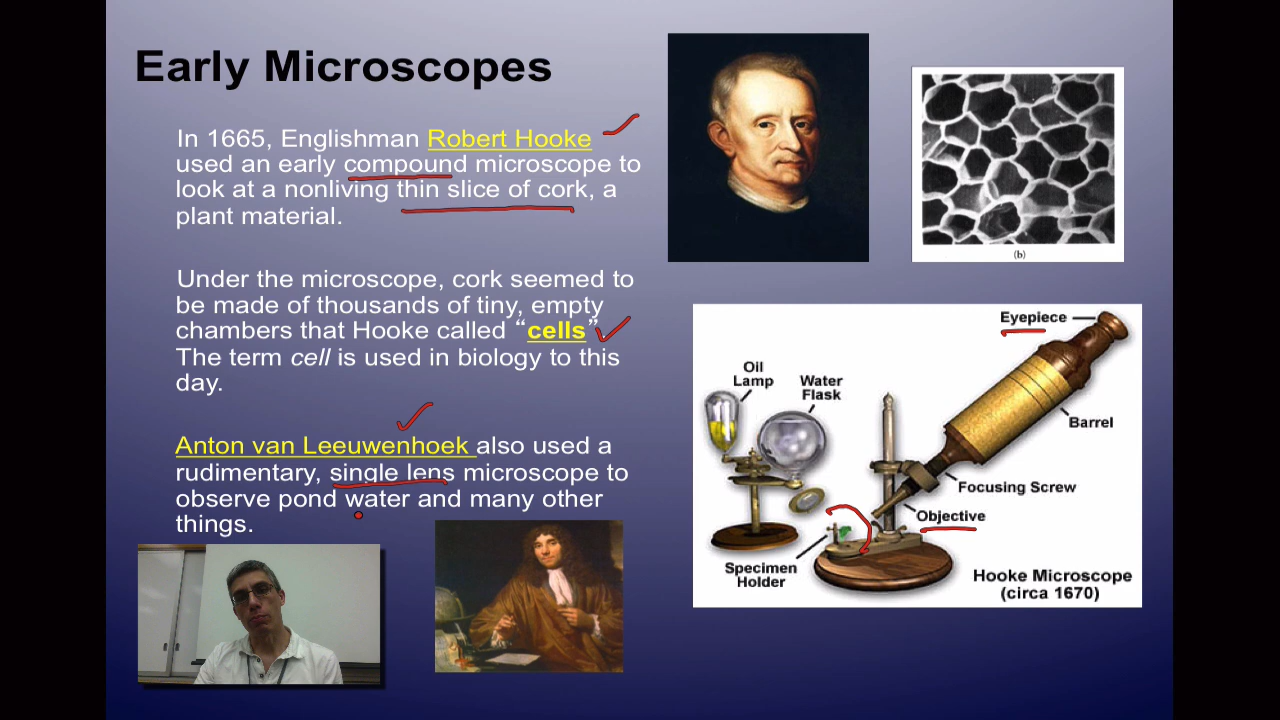 Early Microscopes
In 1665, Englishman Robert Hooke
used an early compound microscope to
look at a nonliving thin slice of cork, a
plant material.
Under the microscope, cork seemed to
be made of thousands of tiny, empty
chambers that Hooke called “cells”.
The term cell is used in biology to this
day.
Anton van Leeuwenhoek also used a
rudimentary, single lens microscope to
observe pond water and many other
things.
(b)
Eyepiece
Oil
Lamp
Water
Flask
Barrel
Focusing Screw
Objective
Specimen
Holder
Hooke Microscope
(circa 1670)